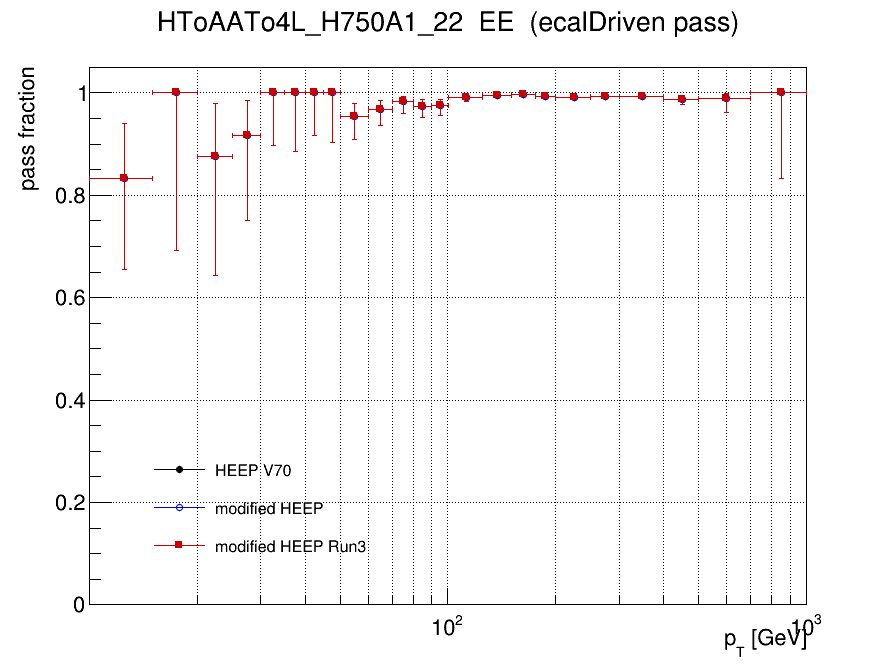 HToAATo4L_H750A1_22 EE (ecalDriven pass)
pass fraction
1
0.8
0.6
0.4
0.2
0
HEEP V70
modified HEEP
modified HEEP Run3
10²
10³
p_T [GeV]